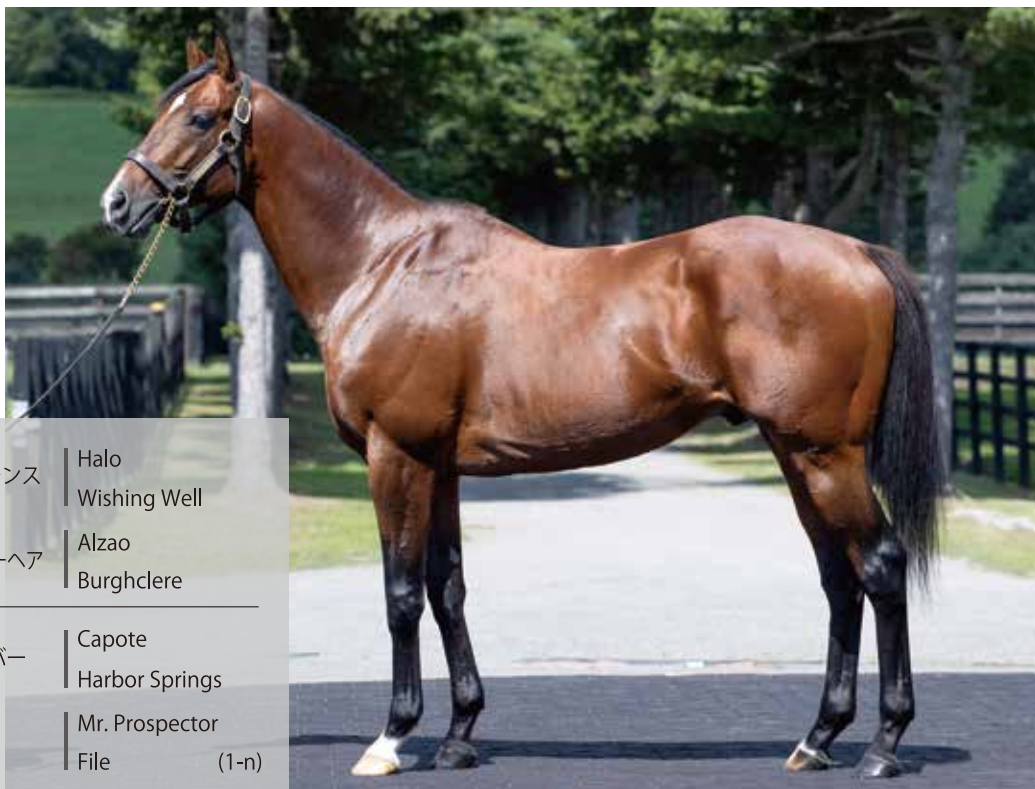 ンス
Halo
Wishing Well
ーヘア
Alzao
Burghclere
バー
Capote
Harbor Springs
Mr. Prospector
File (1-n)